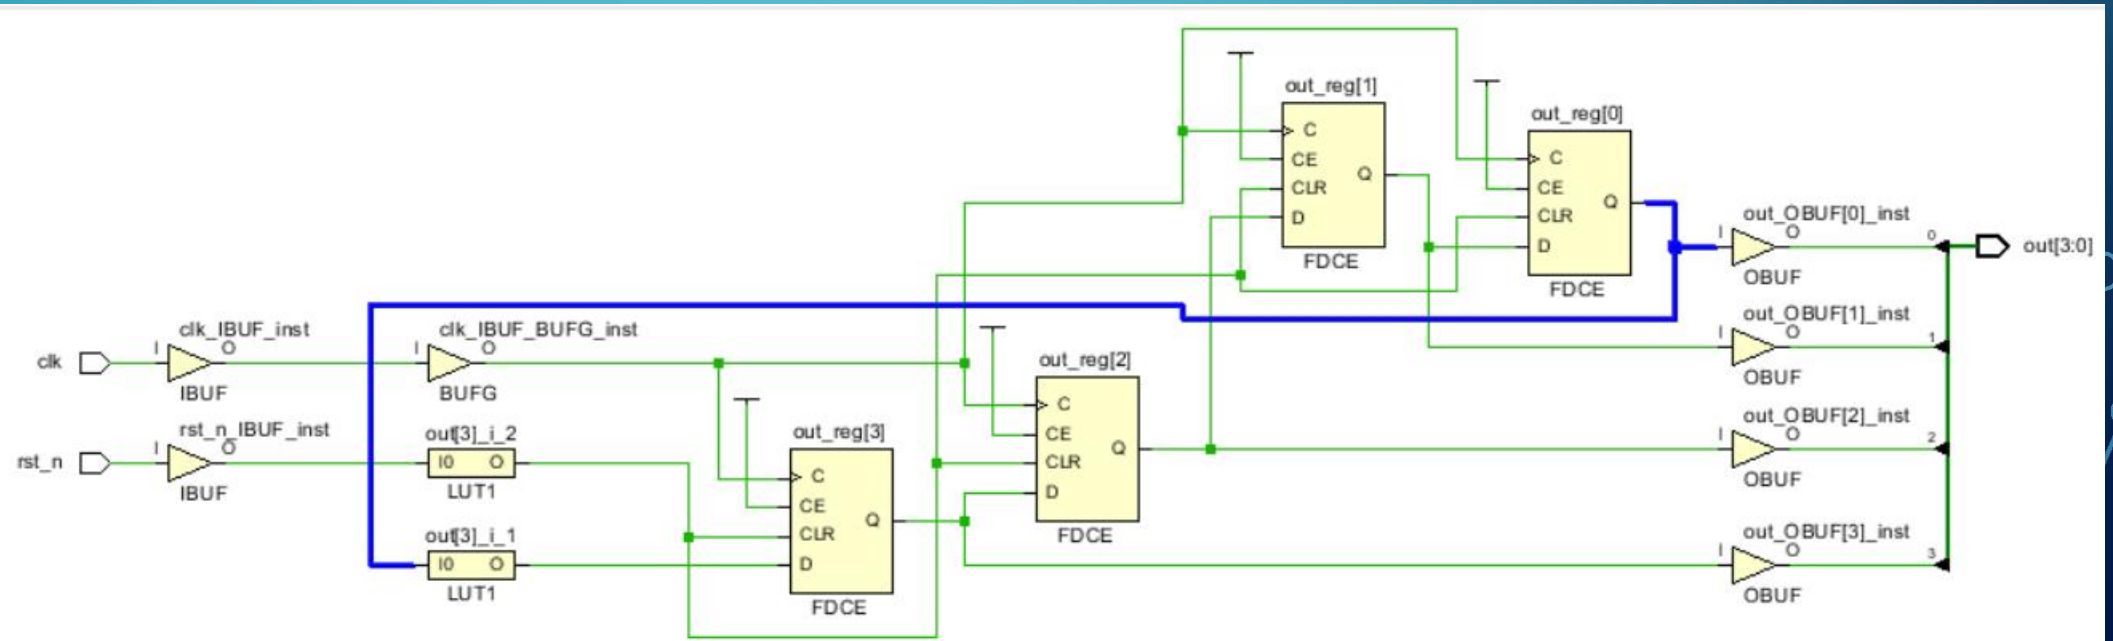 out_reg[1]
C
CE
CLR
D
Q
FDCE
out_reg[0]
C
CE
CLR
D
Q
FDCE
out_OBUF[0]_inst
I
O
OBUF
0
out[3:0]
out_OBUF[1]_inst
I
O
OBUF
1
clk
clk_IBUF_inst
I
O
IBUF
clk_IBUF_BUFG_inst
I
O
BUFG
out_reg[2]
C
CE
CLR
D
Q
FDCE
out_OBUF[2]_inst
I
O
OBUF
2
rst_n
rst_n_IBUF_inst
I
O
IBUF
out[3]_i_2
I0 O
LUT1
out_reg[3]
C
CE
CLR
D
Q
FDCE
out[3]_i_1
I0 O
LUT1
out_OBUF[3]_inst
I
O
OBUF
3